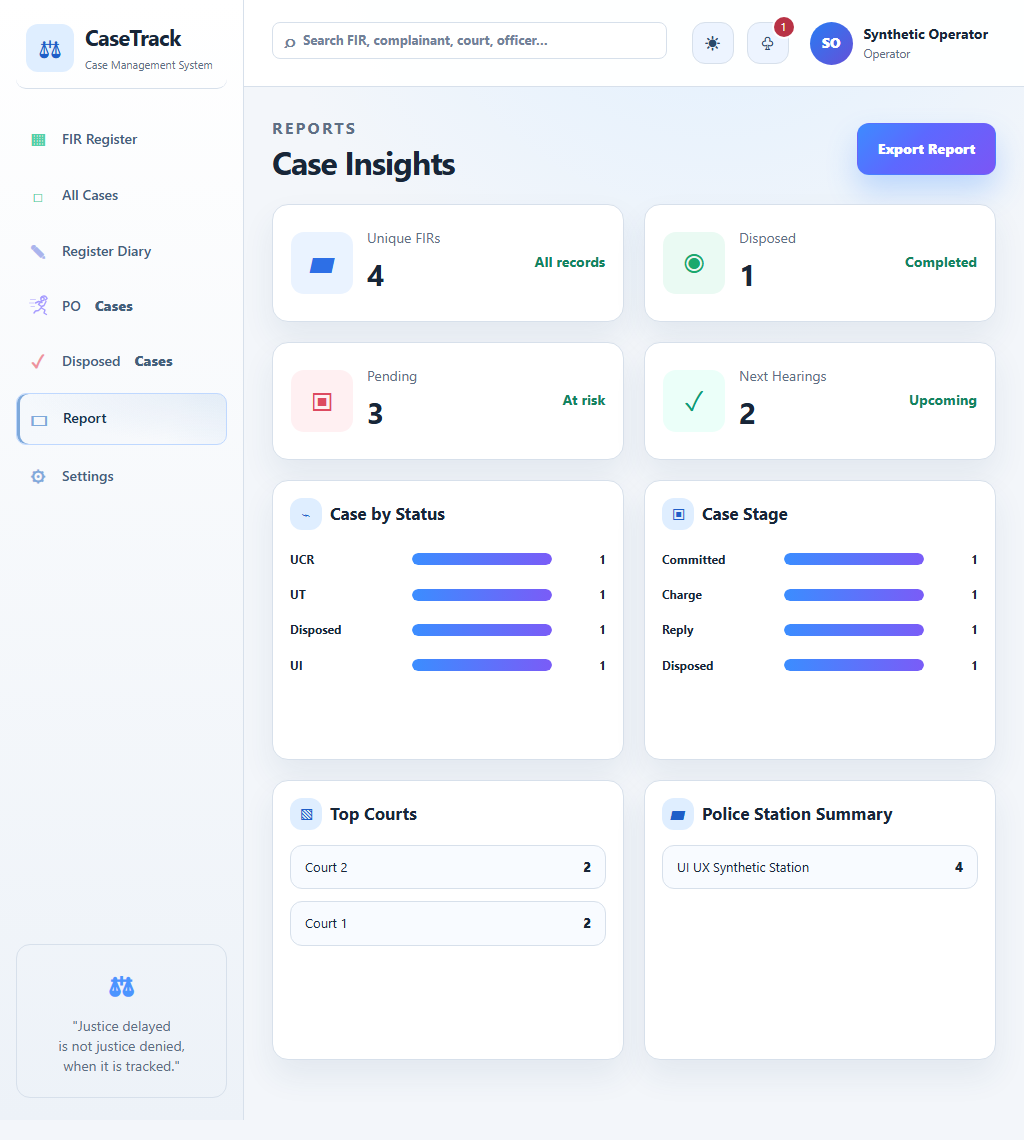 CaseTrack
Case Management System
FIR Register
All Cases
Register Diary
PO Cases
Disposed Cases
Report
Settings
"Justice delayed
is not justice denied,
when it is tracked."
Search FIR, complainant, court, officer...
1
SO
Synthetic Operator
Operator
REPORTS
Case Insights
Export Report
Unique FIRs
4
All records
Disposed
1
Completed
Pending
3
At risk
Next Hearings
2
Upcoming
Case by Status
UCR 1
UT 1
Disposed 1
UI 1
Case Stage
Committed 1
Charge 1
Reply 1
Disposed 1
Top Courts
Court 2 2
Court 1 2
Police Station Summary
UI UX Synthetic Station 4